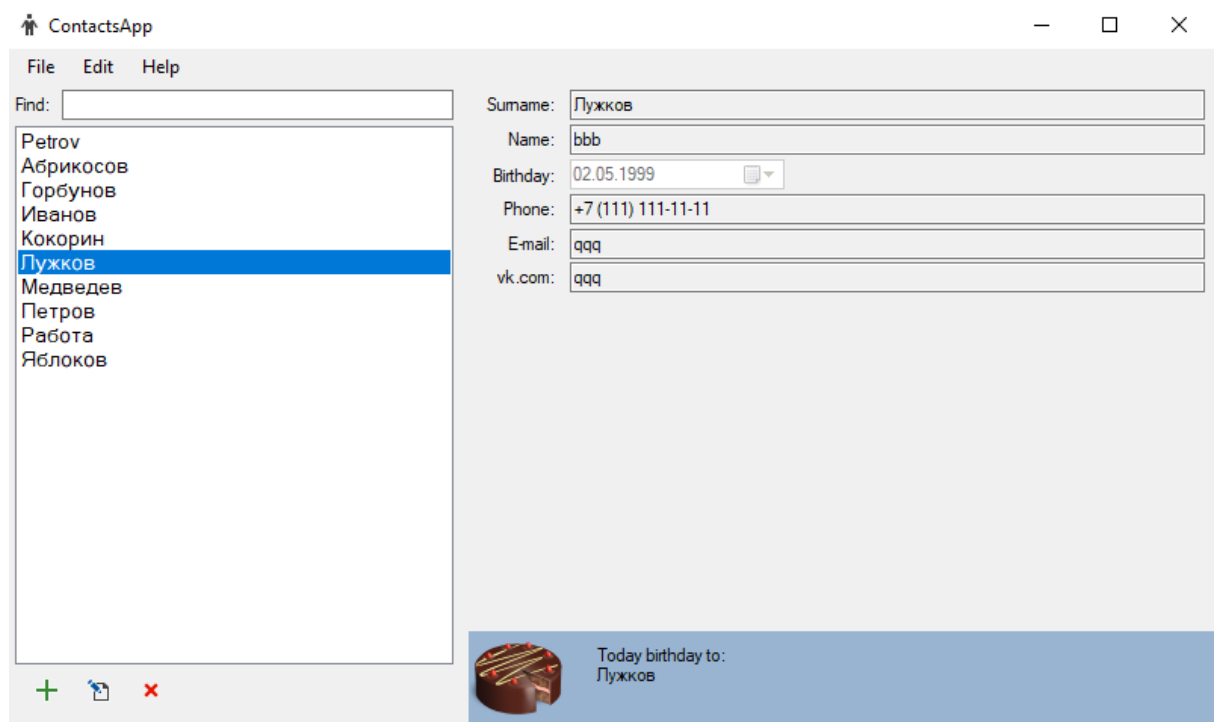 ContactsApp
File Edit Help
Find:
Petrov
Абрикосов
Горбунов
Иванов
Кокорин
Лужков
Медведев
Петров
Работа
Яблоков
Surname: Лужков
Name: bbb
Birthday: 02.05.1999
Phone: +7 (111) 111-11-11
E-mail: qqq
vk.com: qqq
Today birthday to:
Лужков